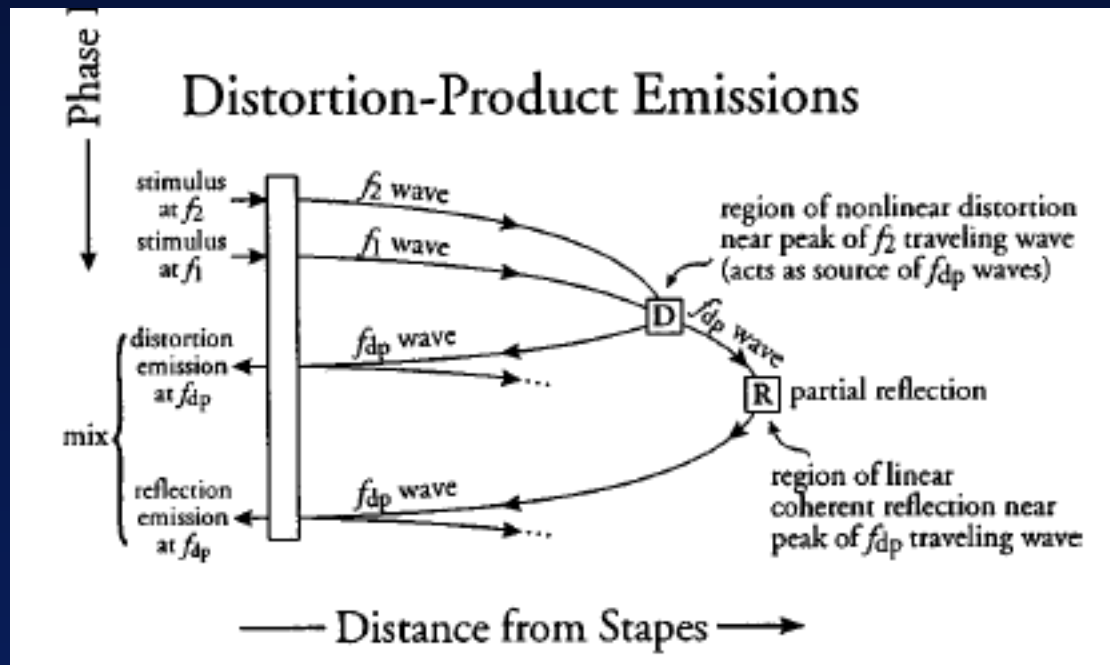 Phase
Distortion-Product Emissions
stimulus
at f2
f2 wave
stimulus
at f1
f1 wave
region of nonlinear distortion
near peak of f2 traveling wave
(acts as source of fdp waves)
D
fdp wave
distortion
emission
at fdp
fdp wave
...
R
partial reflection
mix
reflection
emission
at fdp
fdp wave
...
region of linear
coherent reflection near
peak of fdp traveling wave
Distance from Stapes